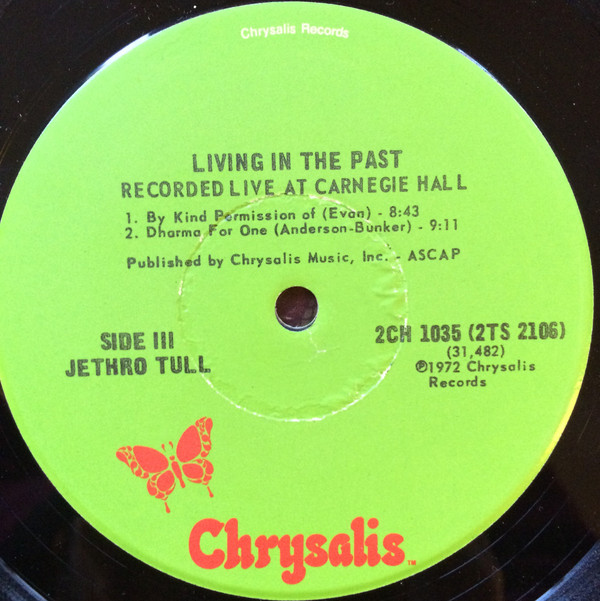 Chrysalis Records
LIVING IN THE PAST
RECORDED LIVE AT CARNEGIE HALL
1. By Kind Permission of (Evan) - 8:43
2. Dharma For One (Anderson-Bunker) - 9:11
Published by Chrysalis Music, Inc. - ASCAP
SIDE III
JETHRO TULL
2CH 1035 (2TS 2106)
(31,482)
℗1972 Chrysalis
Records
Chrysalis™